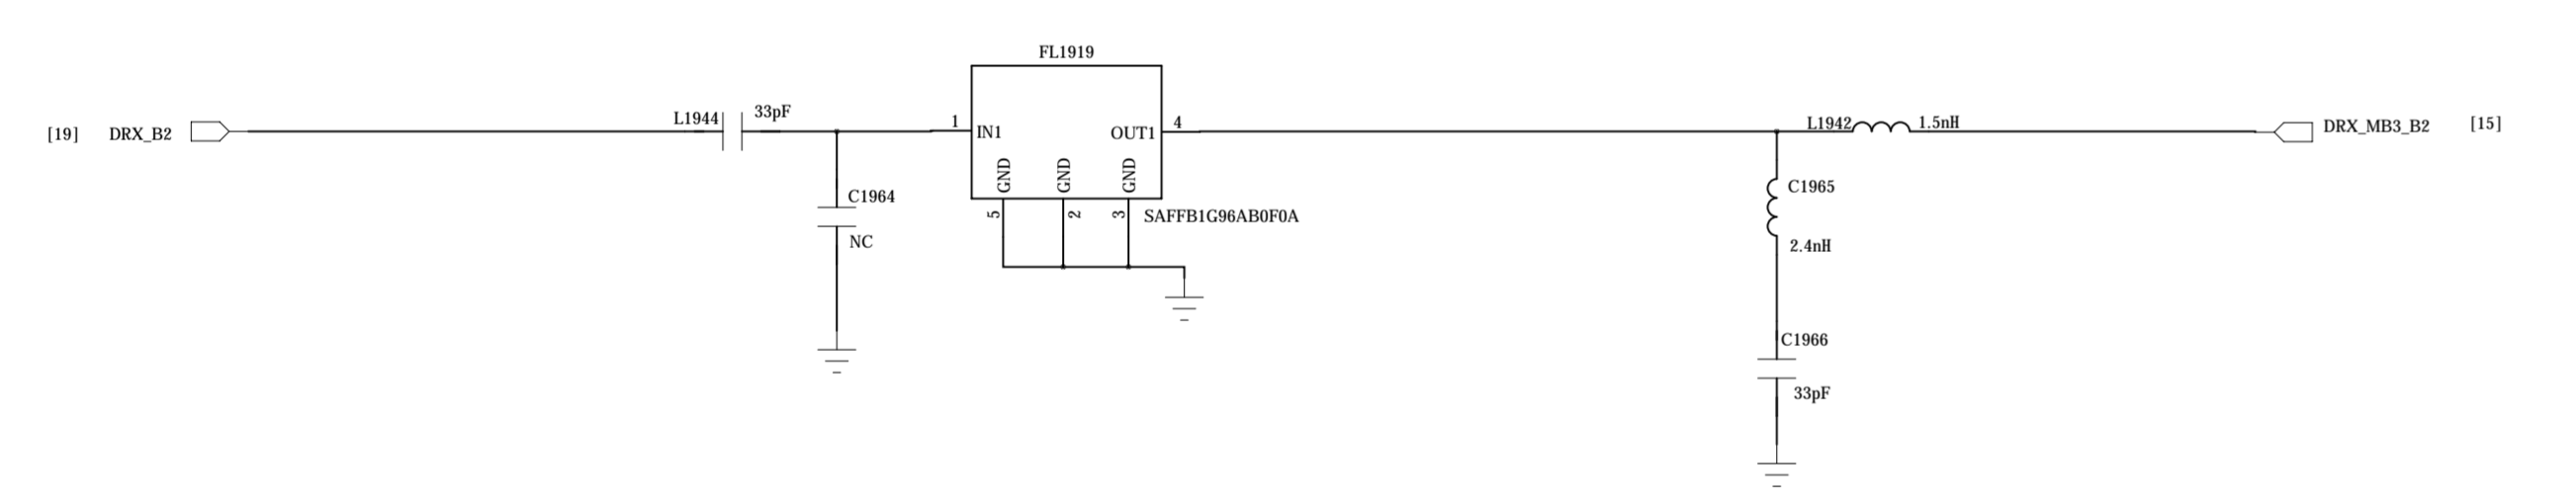 FL1919
[19] DRX_B2
L1944 33pF
1 IN1
OUT1 4
GND GND GND
5 2 3
SAFFB1G96AB0F0A
C1964
NC
L1942 1.5nH
DRX_MB3_B2 [15]
C1965
2.4nH
C1966
33pF